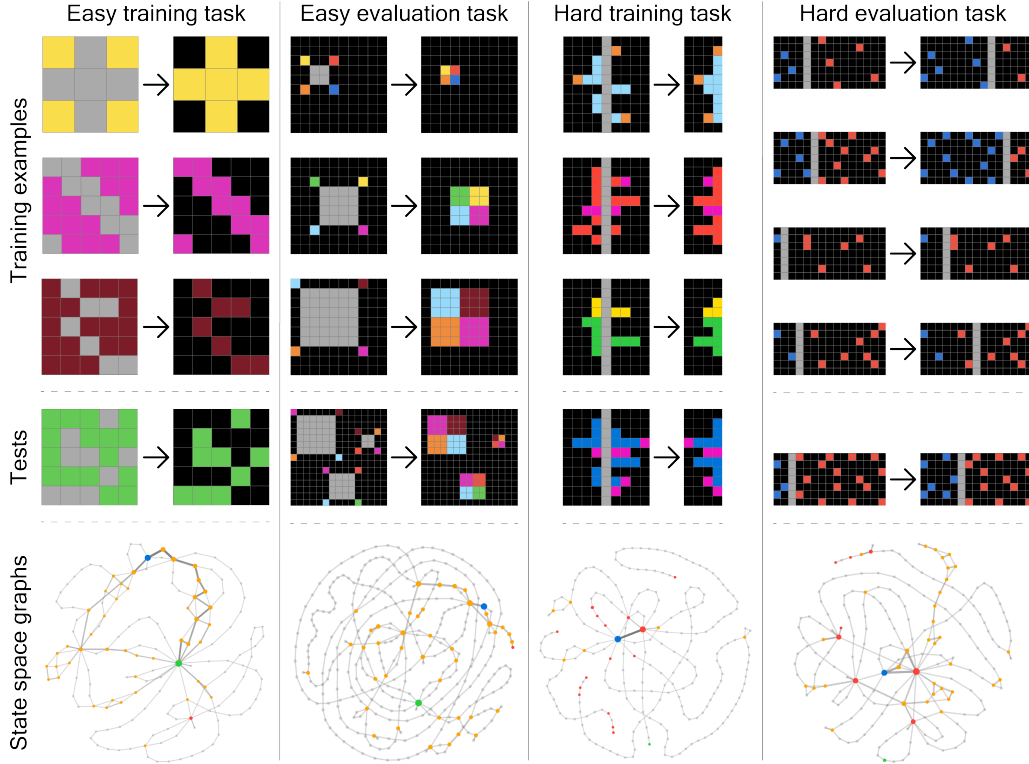 Easy training task
Easy evaluation task
Hard training task
Hard evaluation task
Training examples
Tests
State space graphs